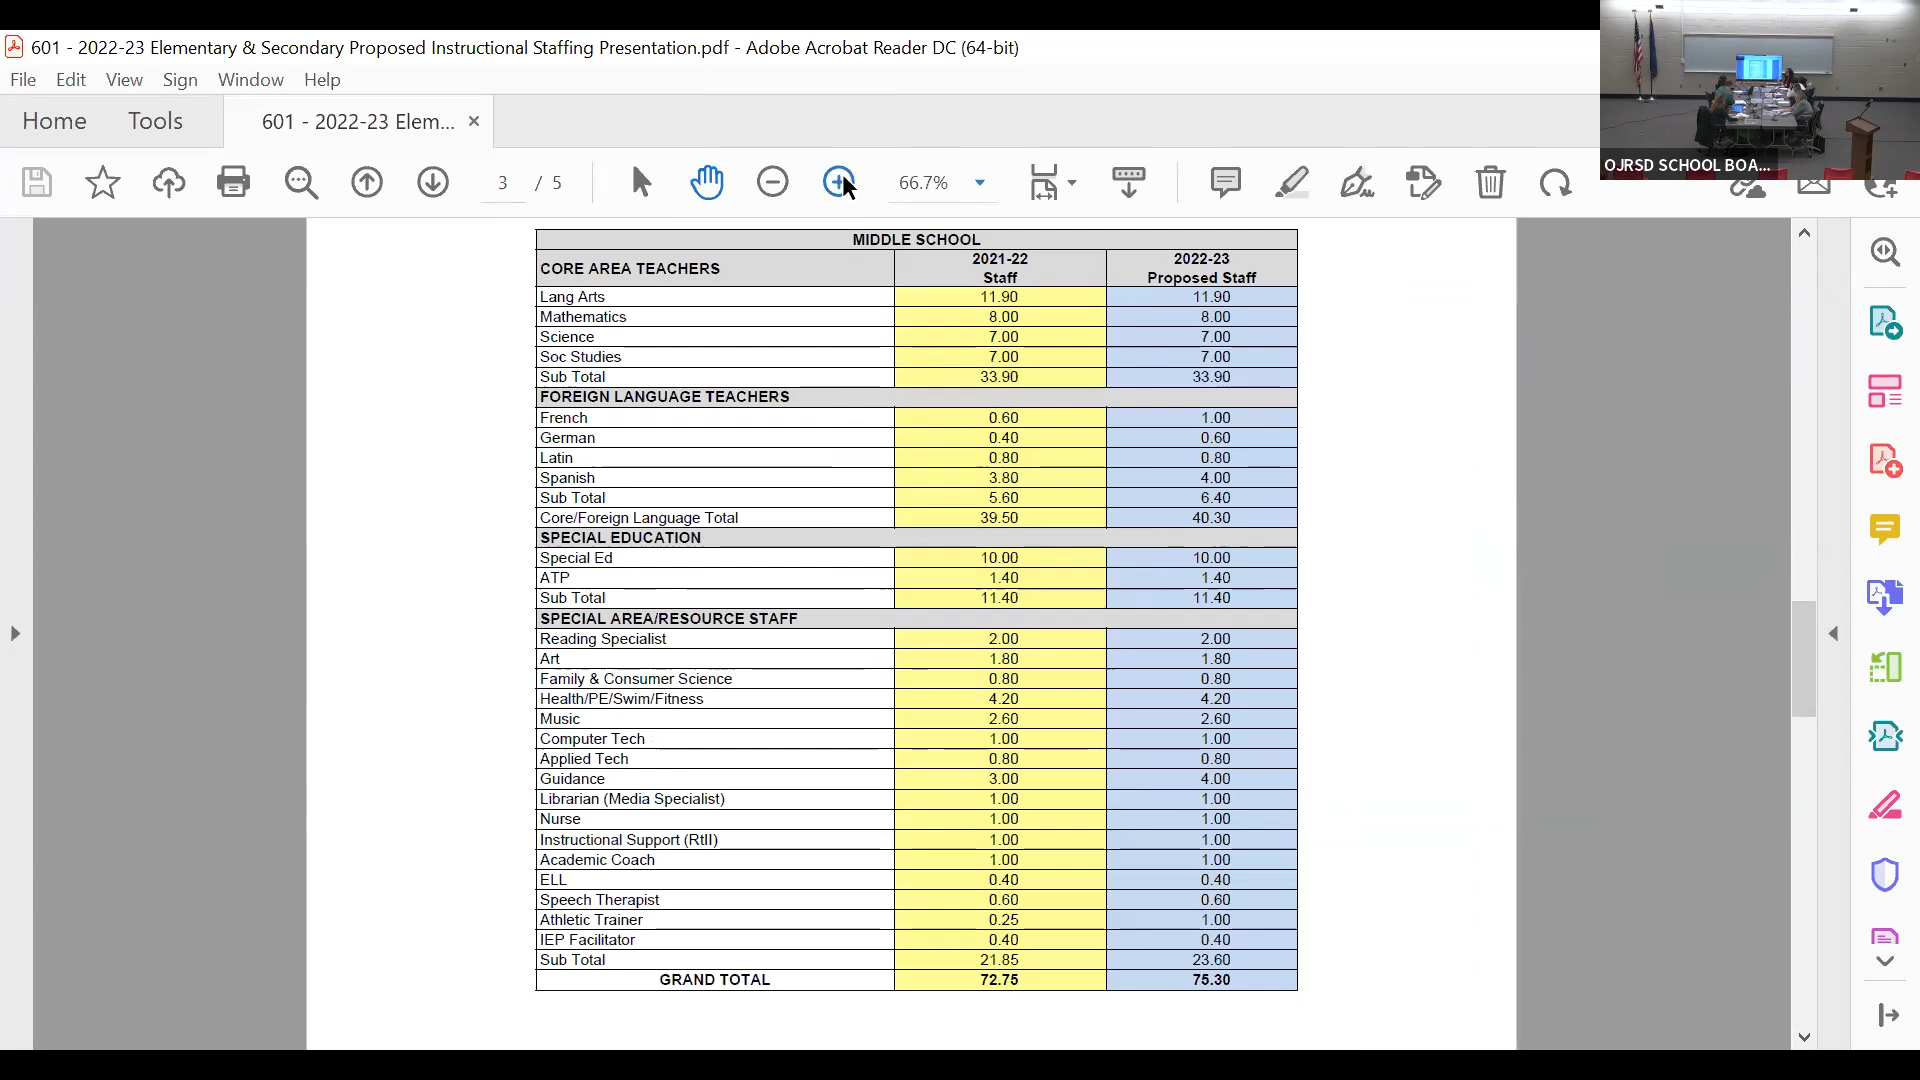 601 - 2022-23 Elementary & Secondary Proposed Instructional Staffing Presentation.pdf - Adobe Acrobat Reader DC (64-bit)
File Edit View Sign Window Help
Home Tools 601 - 2022-23 Elem... ×
3 / 5 66.7%
OJRSD SCHOOL BOA...
MIDDLE SCHOOL
CORE AREA TEACHERS 2021-22 Staff 2022-23 Proposed Staff
Lang Arts 11.90 11.90
Mathematics 8.00 8.00
Science 7.00 7.00
Soc Studies 7.00 7.00
Sub Total 33.90 33.90
FOREIGN LANGUAGE TEACHERS
French 0.60 1.00
German 0.40 0.60
Latin 0.80 0.80
Spanish 3.80 4.00
Sub Total 5.60 6.40
Core/Foreign Language Total 39.50 40.30
SPECIAL EDUCATION
Special Ed 10.00 10.00
ATP 1.40 1.40
Sub Total 11.40 11.40
SPECIAL AREA/RESOURCE STAFF
Reading Specialist 2.00 2.00
Art 1.80 1.80
Family & Consumer Science 0.80 0.80
Health/PE/Swim/Fitness 4.20 4.20
Music 2.60 2.60
Computer Tech 1.00 1.00
Applied Tech 0.80 0.80
Guidance 3.00 4.00
Librarian (Media Specialist) 1.00 1.00
Nurse 1.00 1.00
Instructional Support (RtII) 1.00 1.00
Academic Coach 1.00 1.00
ELL 0.40 0.40
Speech Therapist 0.60 0.60
Athletic Trainer 0.25 1.00
IEP Facilitator 0.40 0.40
Sub Total 21.85 23.60
GRAND TOTAL 72.75 75.30